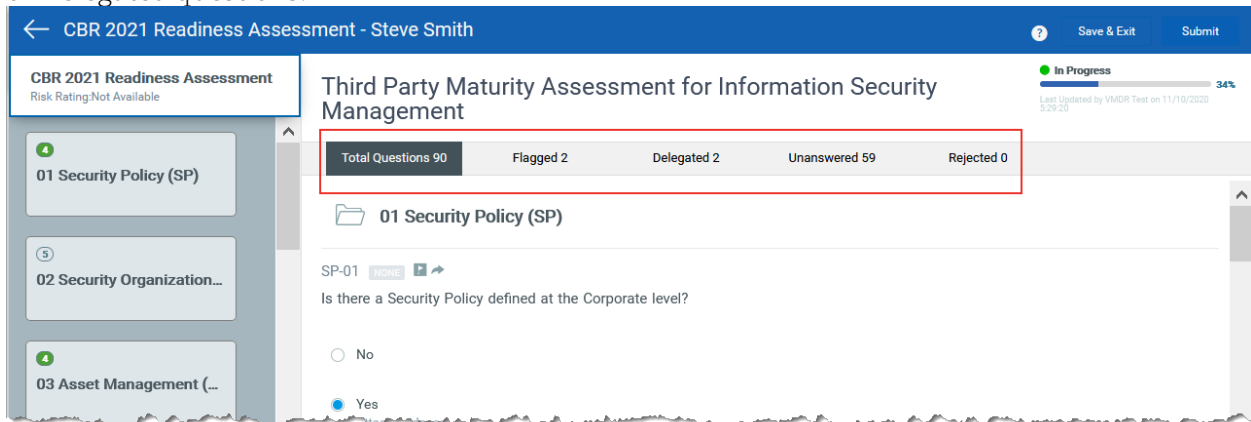 CBR 2021 Readiness Assessment - Steve Smith
?
Save & Exit
Submit
CBR 2021 Readiness Assessment
Risk Rating:Not Available
Third Party Maturity Assessment for Information Security
Management
In Progress
34%
Last Updated by VMDR Test on 11/10/2020
5:29:20
4
01 Security Policy (SP)
5
02 Security Organization...
4
03 Asset Management (...
Total Questions 90
Flagged 2
Delegated 2
Unanswered 59
Rejected 0
01 Security Policy (SP)
SP-01 NONE
Is there a Security Policy defined at the Corporate level?
No
Yes